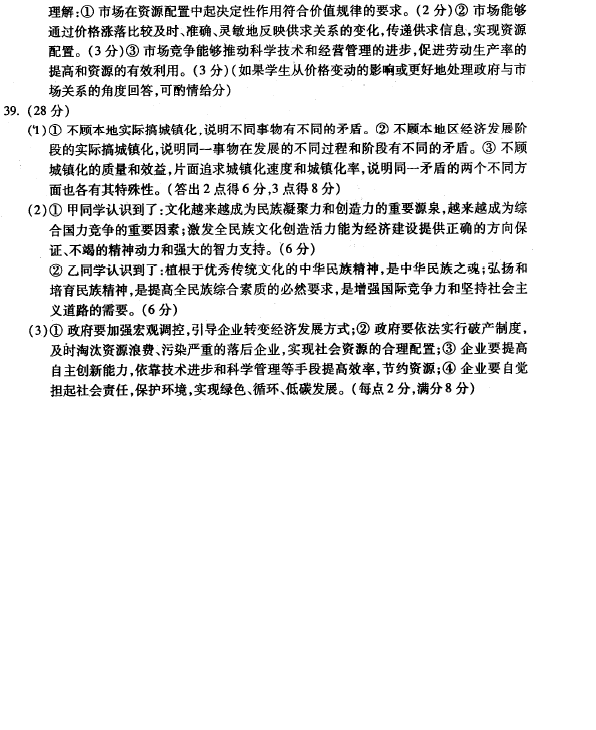 理解:① 市场在资源配置中起决定性作用符合价值规律的要求。(2 分)② 市场能够
通过价格涨落比较及时、准确、灵敏地反映供求关系的变化,传递供求信息,实现资源
配置。(3 分)③ 市场竞争能够推动科学技术和经营管理的进步,促进劳动生产率的
提高和资源的有效利用。(3 分)(如果学生从价格变动的影响或更好地处理政府与市
场关系的角度回答,可酌情给分)
39. (28 分)
(1)① 不顾本地实际搞城镇化,说明不同事物有不同的矛盾。② 不顾本地区经济发展阶
段的实际搞城镇化,说明同一事物在发展的不同过程和阶段有不同的矛盾。③ 不顾
城镇化的质量和效益,片面追求城镇化速度和城镇化率,说明同一矛盾的两个不同方
面也各有其特殊性。(答出 2 点得 6 分,3 点得 8 分)
(2)① 甲同学认识到了:文化越来越成为民族凝聚力和创造力的重要源泉,越来越成为综
合国力竞争的重要因素;激发全民族文化创造活力能为经济建设提供正确的方向保
证、不竭的精神动力和强大的智力支持。(6 分)
② 乙同学认识到了:植根于优秀传统文化的中华民族精神,是中华民族之魂;弘扬和
培育民族精神,是提高全民族综合素质的必然要求,是增强国际竞争力和坚持社会主
义道路的需要。(6 分)
(3)① 政府要加强宏观调控,引导企业转变经济发展方式;② 政府要依法实行破产制度,
及时淘汰资源浪费、污染严重的落后企业,实现社会资源的合理配置;③ 企业要提高
自主创新能力,依靠技术进步和科学管理等手段提高效率,节约资源;④ 企业要自觉
担起社会责任,保护环境,实现绿色、循环、低碳发展。(每点 2 分,满分 8 分)